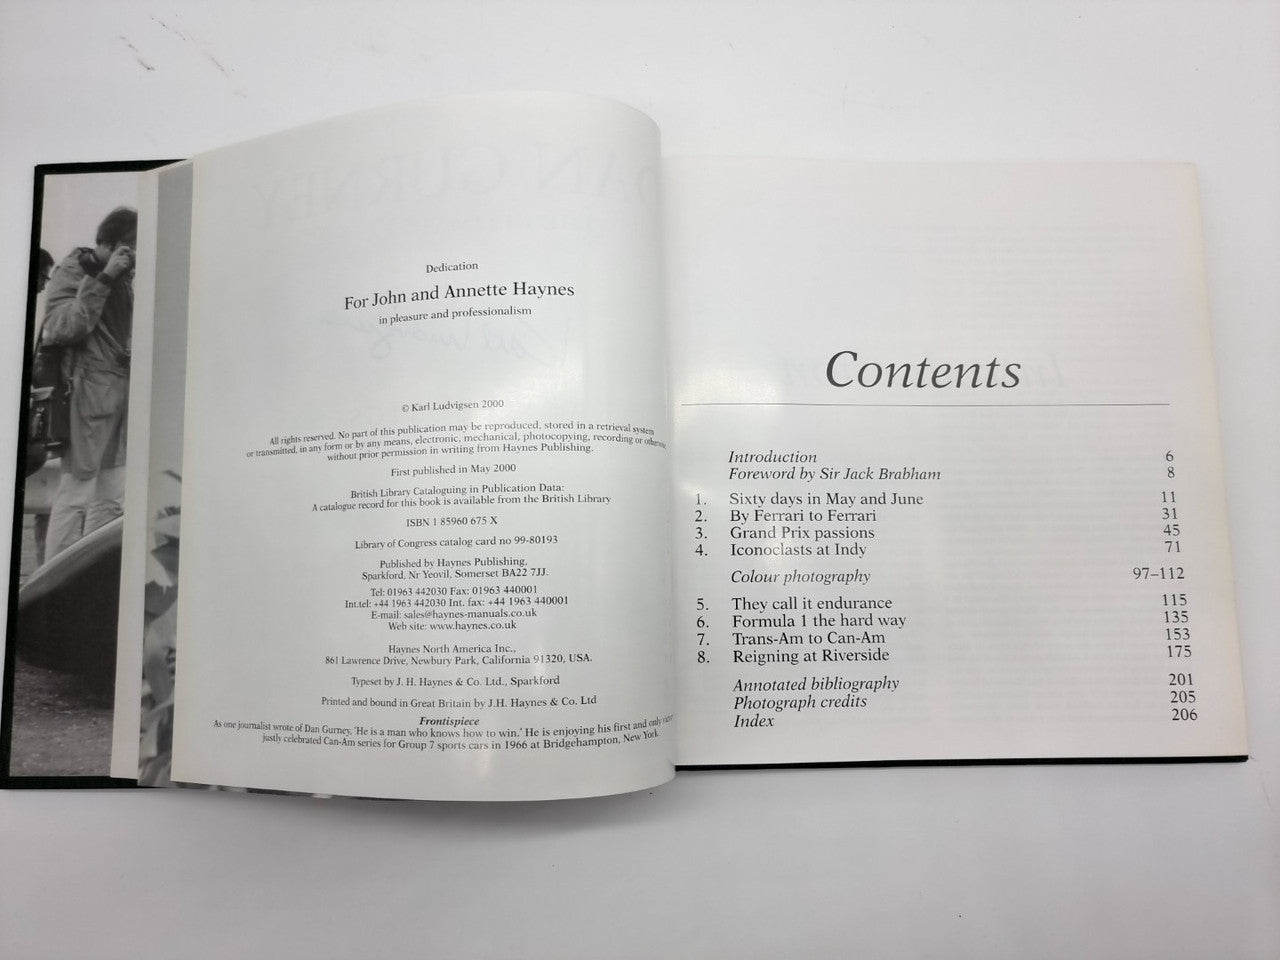 Dedication
For John and Annette Haynes
in pleasure and professionalism
© Karl Ludvigsen 2000
All rights reserved. No part of this publication may be reproduced, stored in a retrieval system
or transmitted, in any form or by any means, electronic, mechanical, photocopying, recording or
without prior permission in writing from Haynes Publishing.
First published in May 2000
British Library Cataloguing in Publication Data:
A catalogue record for this book is available from the British Library
ISBN 1 85960 675 X
Library of Congress catalog card no 99-80193
Published by Haynes Publishing,
Sparkford, Nr Yeovil, Somerset BA22 7JJ.
Tel: 01963 442030 Fax: 01963 440001
Int.tel: +44 1963 442030 Int. fax: +44 1963 440001
E-mail: sales@haynes-manuals.co.uk
Web site: www.haynes.co.uk
Haynes North America Inc.,
861 Lawrence Drive, Newbury Park, California 91320, USA.
Typeset by J. H. Haynes & Co. Ltd., Sparkford
Printed and bound in Great Britain by J.H. Haynes & Co. Ltd
Frontispiece
As one journalist wrote of Dan Gurney, 'He is a man who knows how to win.' He is enjoying his first and only
justly celebrated Can-Am series for Group 7 sports cars in 1966 at Bridgehampton, New York
Contents
Introduction 6
Foreword by Sir Jack Brabham 8
1. Sixty days in May and June 11
2. By Ferrari to Ferrari 31
3. Grand Prix passions 45
4. Iconoclasts at Indy 71
Colour photography 97–112
5. They call it endurance 115
6. Formula 1 the hard way 135
7. Trans-Am to Can-Am 153
8. Reigning at Riverside 175
Annotated bibliography 201
Photograph credits 205
Index 206